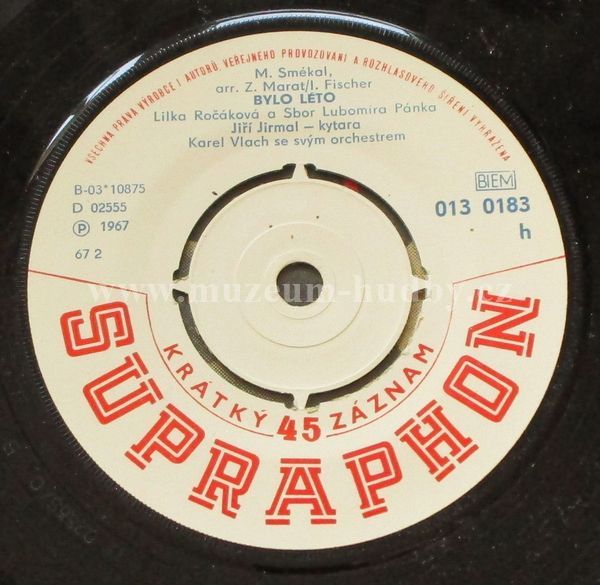 VŠECHNA PRÁVA VÝROBCE I AUTORŮ, VEŘEJNÉHO PROVOZOVÁNÍ A ROZHLASOVÉHO ŠÍŘENÍ VYHRAZENA
M. Smékal,
arr. Z. Marat/I. Fischer
BYLO LÉTO
Lilka Ročáková a Sbor Lubomíra Pánka
Jiří Jirmal – kytara
Karel Vlach se svým orchestrem
B-03*10875
D 02555
Ⓟ 1967
67 2
BIEM
013 0183
h
www.muzeum-hudby.cz
KRÁTKÝ 45 ZÁZNAM
SUPRAPHON